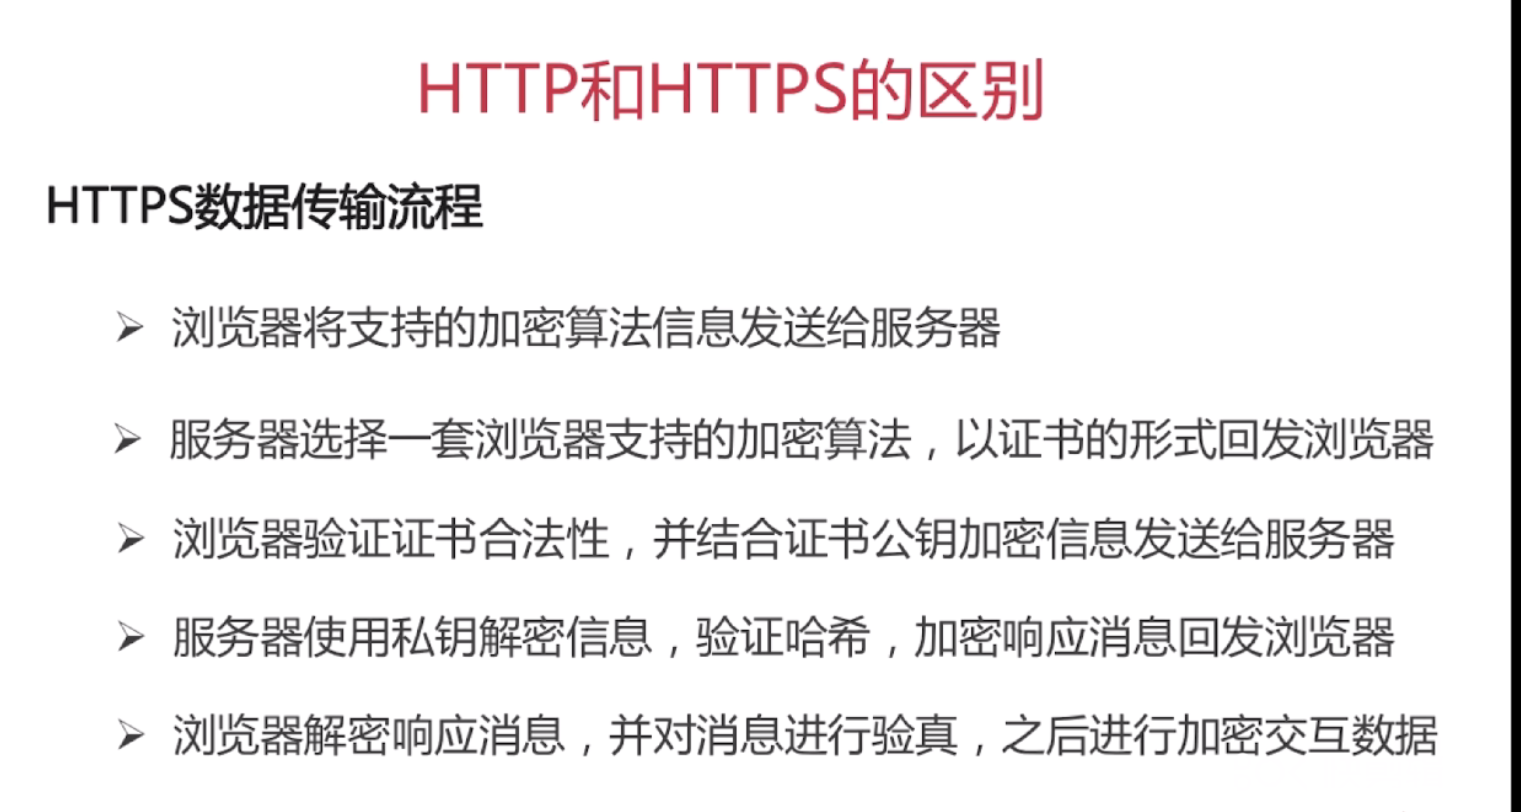 HTTP和HTTPS的区别
HTTPS数据传输流程
➢ 浏览器将支持的加密算法信息发送给服务器
➢ 服务器选择一套浏览器支持的加密算法，以证书的形式回发浏览器
➢ 浏览器验证证书合法性，并结合证书公钥加密信息发送给服务器
➢ 服务器使用私钥解密信息，验证哈希，加密响应消息回发浏览器
➢ 浏览器解密响应消息，并对消息进行验真，之后进行加密交互数据